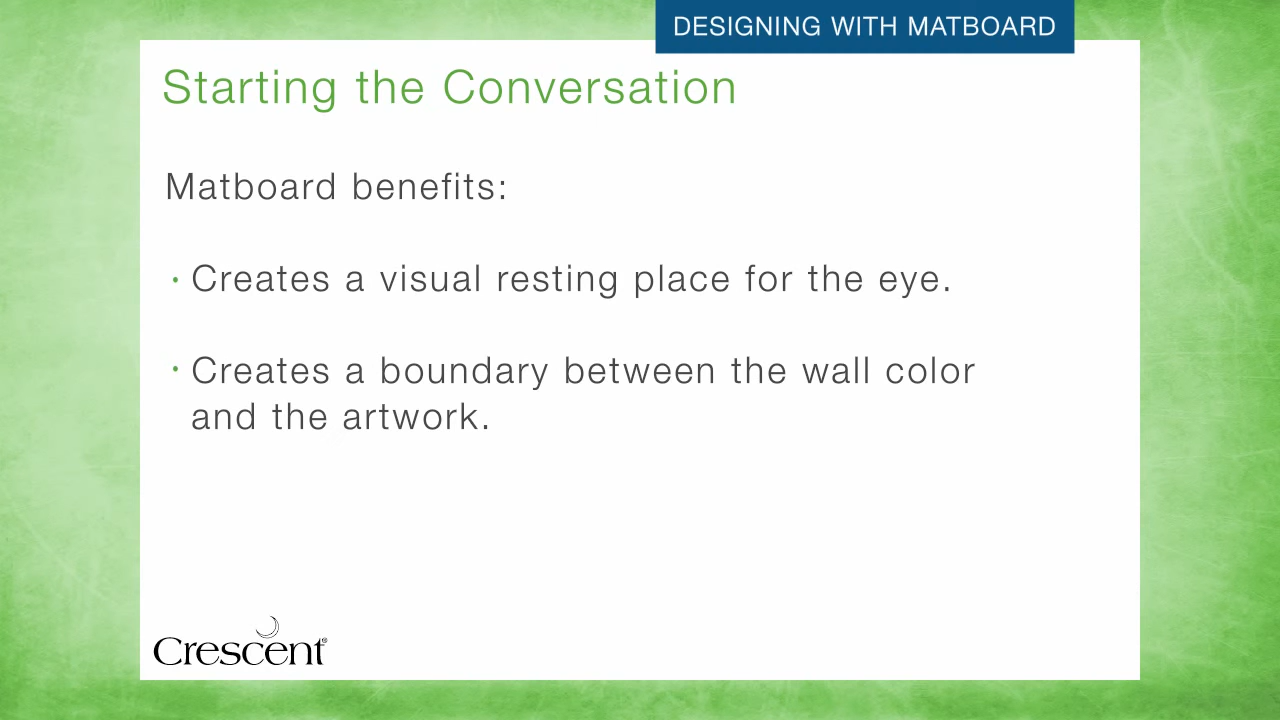 DESIGNING WITH MATBOARD
Starting the Conversation
Matboard benefits:
· Creates a visual resting place for the eye.
· Creates a boundary between the wall color
and the artwork.
Crescent®